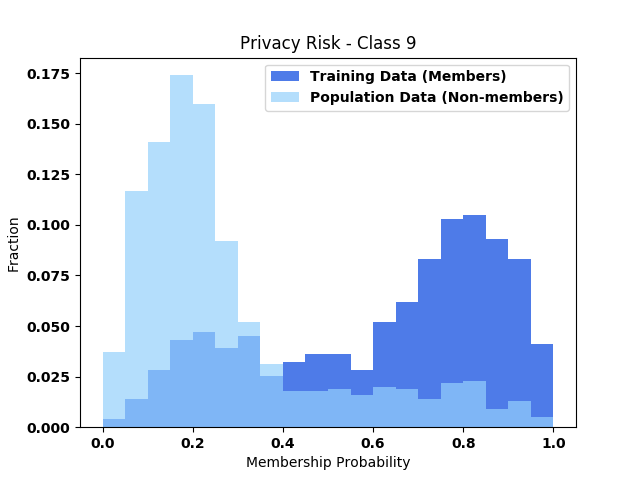 Privacy Risk - Class 9
Training Data (Members)
Population Data (Non-members)
0.175
0.150
0.125
0.100
0.075
0.050
0.025
0.000
Fraction
0.0 0.2 0.4 0.6 0.8 1.0
Membership Probability